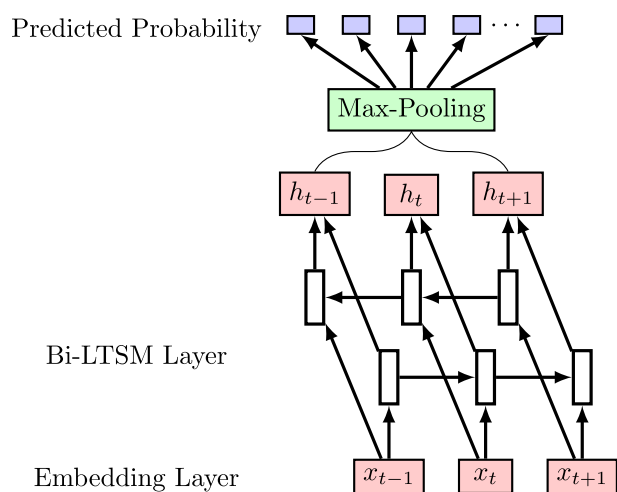 Predicted Probability
...
Max-Pooling
h_{t−1} h_t h_{t+1}
Bi-LTSM Layer
Embedding Layer x_{t−1} x_t x_{t+1}